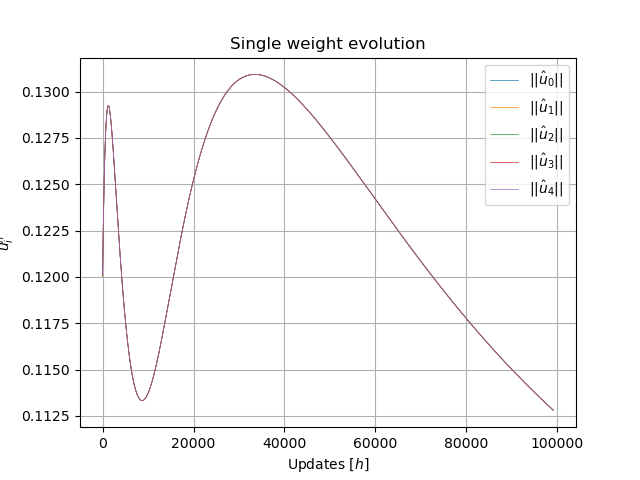 Single weight evolution
||û₀||
||û₁||
||û₂||
||û₃||
||û₄||
0.1300
0.1275
0.1250
0.1225
0.1200
0.1175
0.1150
0.1125
0
20000
40000
60000
80000
100000
Updates [h]